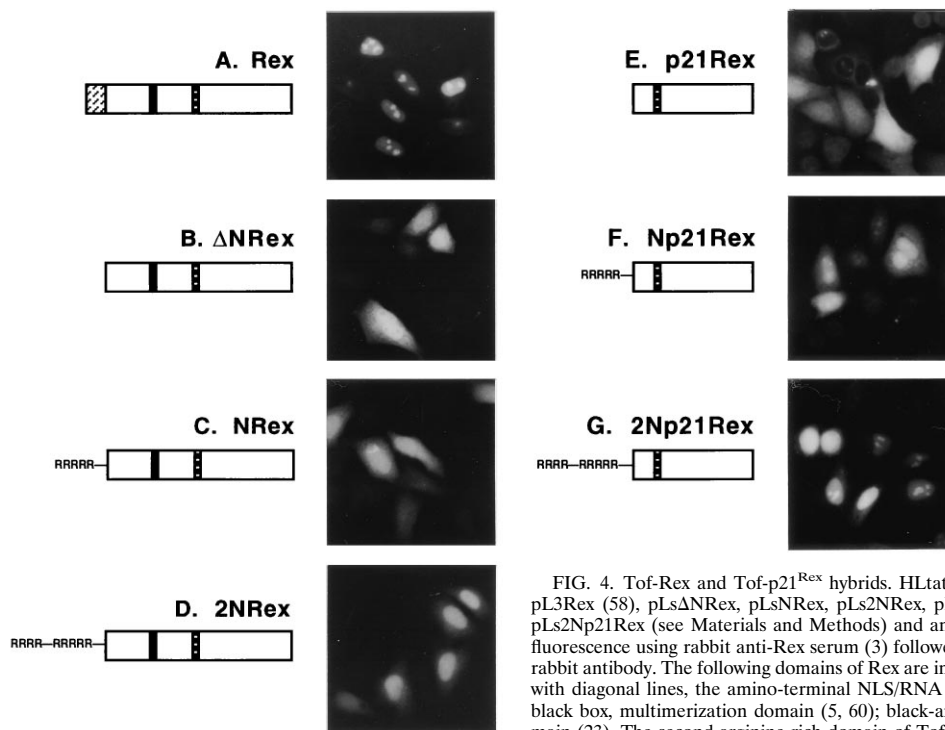 A. Rex
B. ΔNRex
RRRRR
C. NRex
RRRR—RRRRR
D. 2NRex
E. p21Rex
RRRRR
F. Np21Rex
RRRR—RRRRR
G. 2Np21Rex
FIG. 4. Tof-Rex and Tof-p21Rex hybrids. HLtat
pL3Rex (58), pLsΔNRex, pLsNRex, pLs2NRex, p
pLs2Np21Rex (see Materials and Methods) and an
fluorescence using rabbit anti-Rex serum (3) followe
rabbit antibody. The following domains of Rex are in
with diagonal lines, the amino-terminal NLS/RNA
black box, multimerization domain (5, 60); black-a